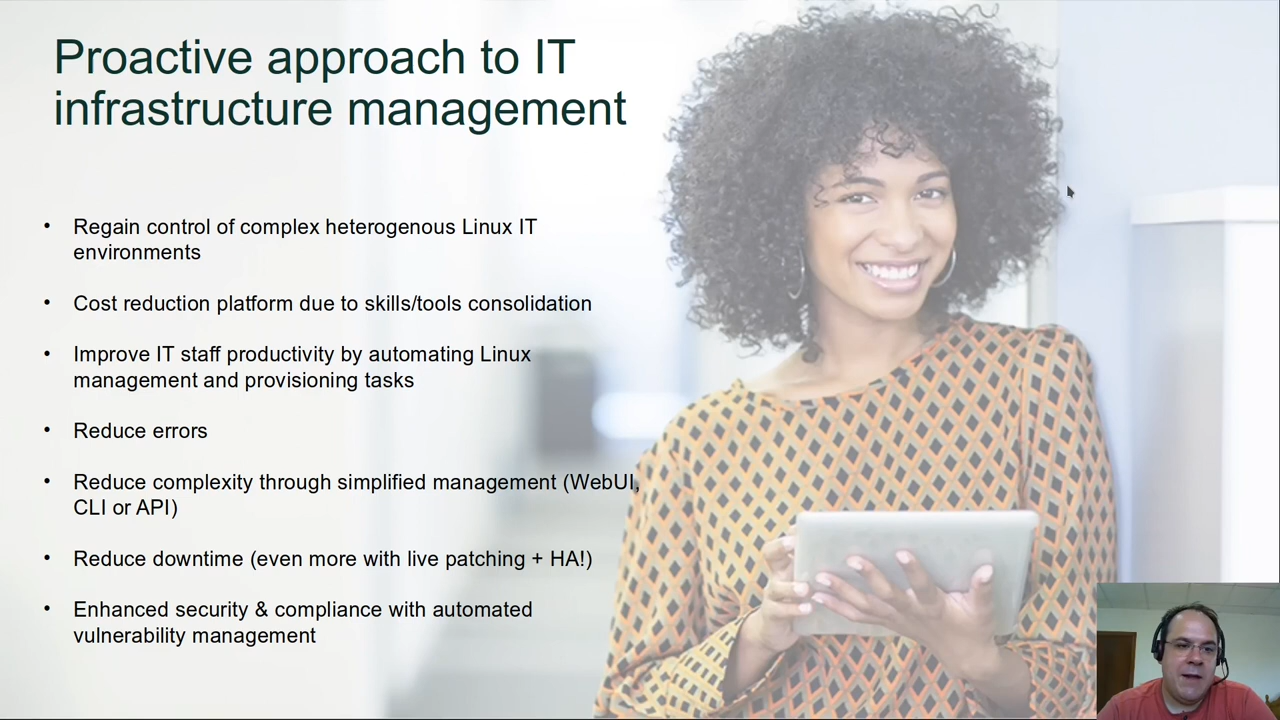 Proactive approach to IT
infrastructure management
• Regain control of complex heterogenous Linux IT
environments
• Cost reduction platform due to skills/tools consolidation
• Improve IT staff productivity by automating Linux
management and provisioning tasks
• Reduce errors
• Reduce complexity through simplified management (WebUI,
CLI or API)
• Reduce downtime (even more with live patching + HA!)
• Enhanced security & compliance with automated
vulnerability management